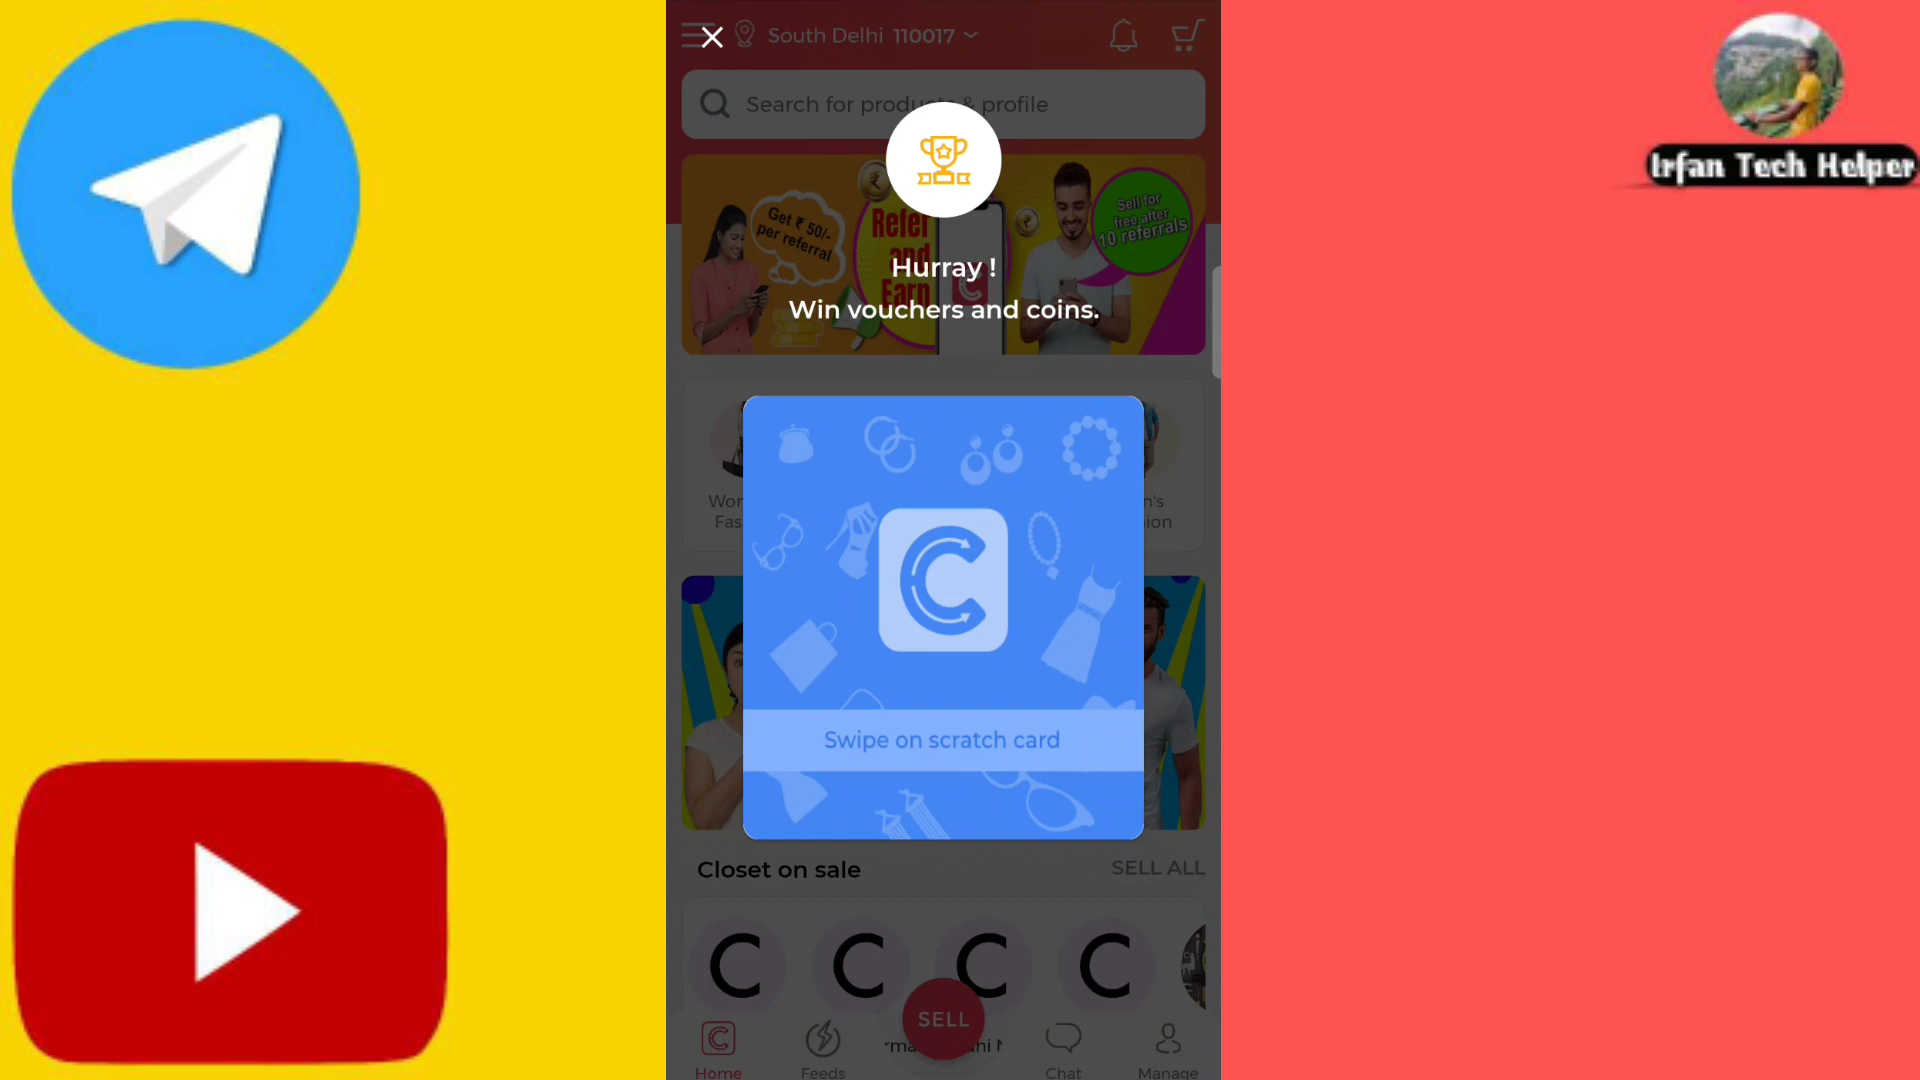 South Delhi 110017
Irfan Tech Helper
Search for products & profile
Get ₹ 50/-
per referral
Refer
and
Earn
Sell for
free after
10 referrals
Hurray !
Win vouchers and coins.
Swipe on scratch card
Closet on sale
SELL ALL
SELL
Home
Feeds
Chat
Manage